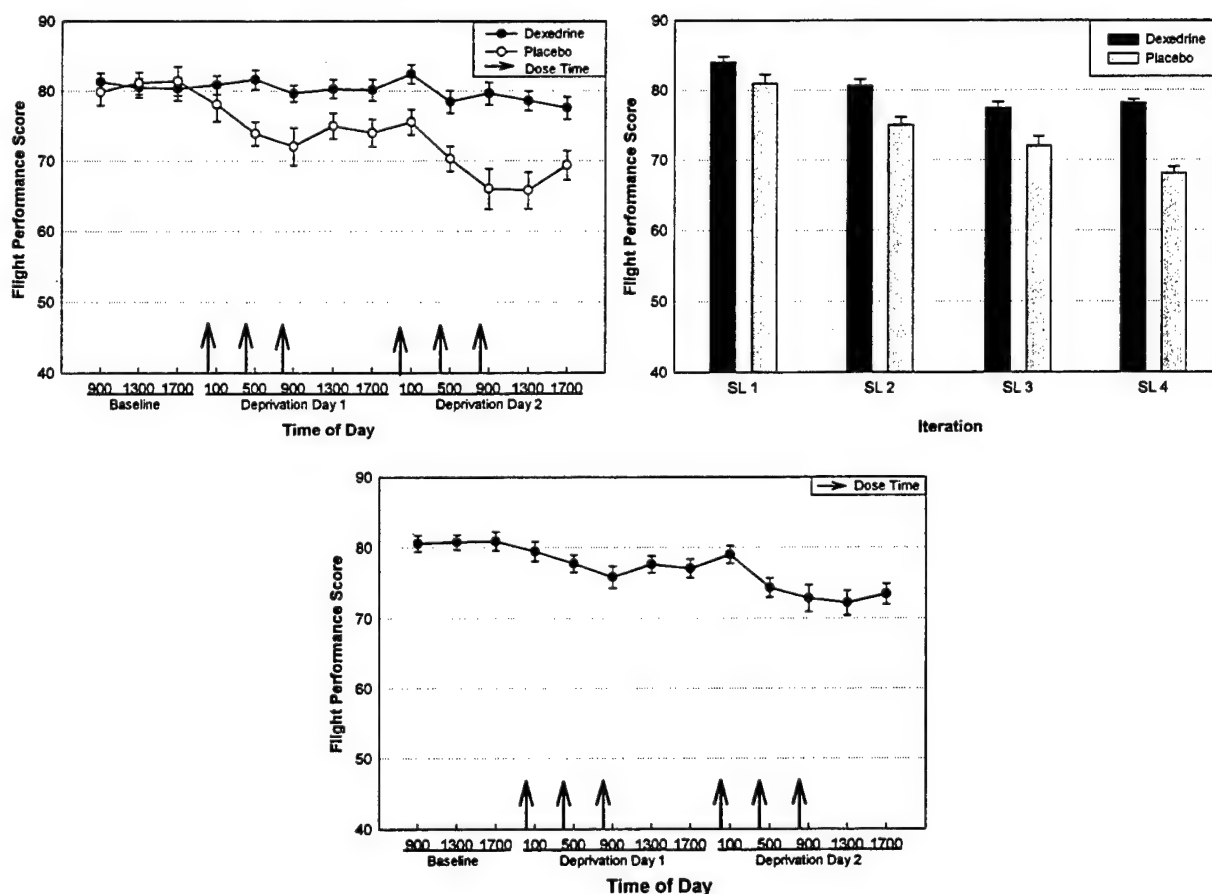 Flight Performance Score
90
80
70
60
50
40
Dexedrine
Placebo
Dose Time
900 1300 1700 100 500 900 1300 1700 100 500 900 1300 1700
Baseline Deprivation Day 1 Deprivation Day 2
Time of Day
Flight Performance Score
90
80
70
60
50
40
Dexedrine
Placebo
SL 1 SL 2 SL 3 SL 4
Iteration
Flight Performance Score
90
80
70
60
50
40
Dose Time
900 1300 1700 100 500 900 1300 1700 100 500 900 1300 1700
Baseline Deprivation Day 1 Deprivation Day 2
Time of Day